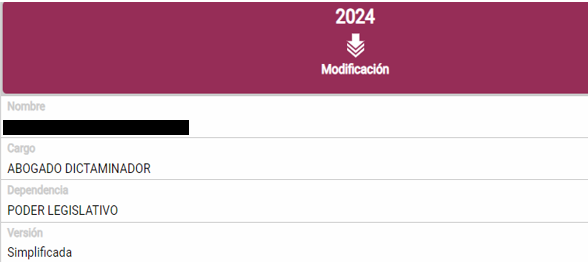 2024
Modificación
Nombre
Cargo
ABOGADO DICTAMINADOR
Dependencia
PODER LEGISLATIVO
Versión
Simplificada